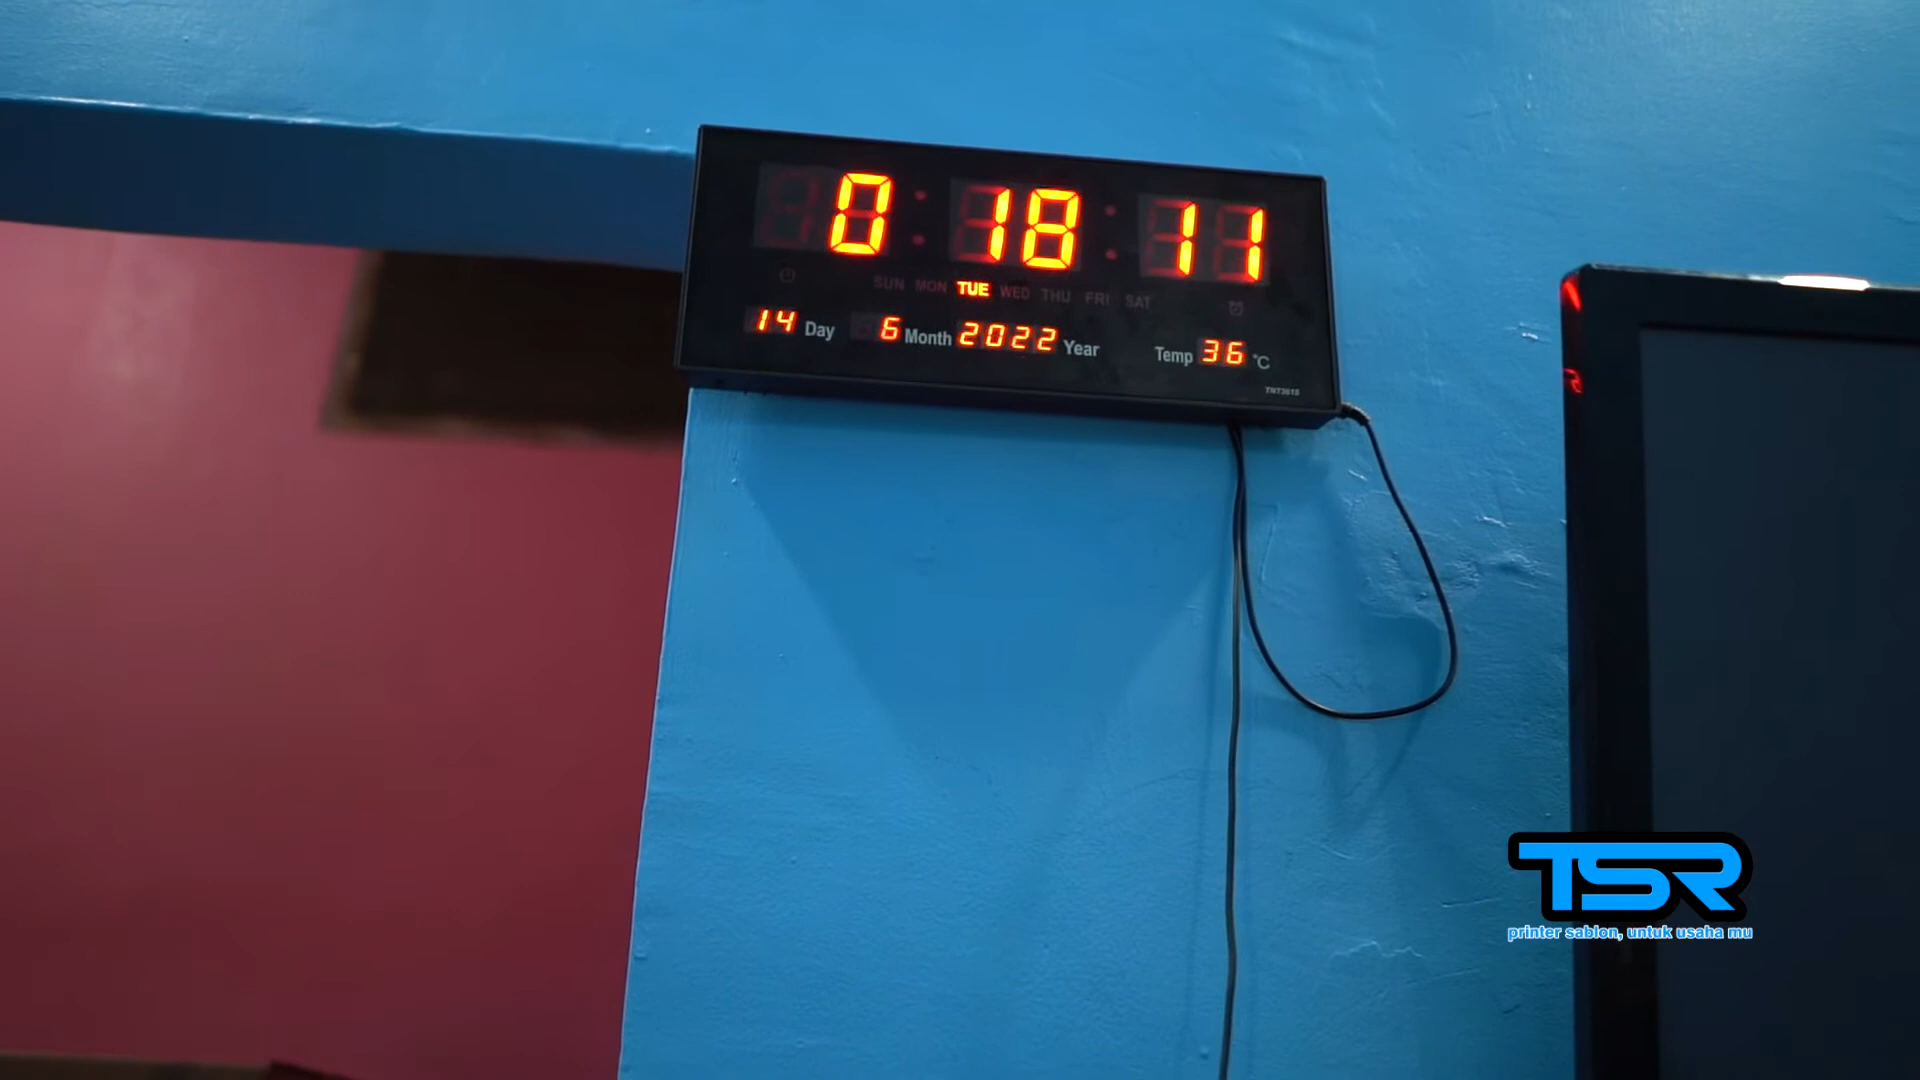 0:18:11
SUN MON TUE WED THU FRI SAT
14 Day 6 Month 2022 Year Temp 36 °C
TNT3615
TSR
printer sablon, untuk usaha mu